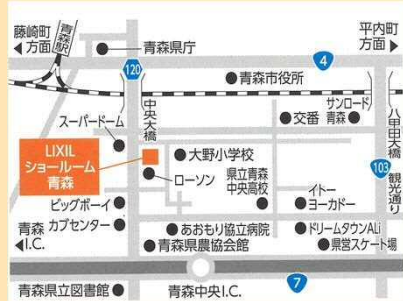 藤崎町
方面
青森駅
青森県庁
120
4
平内町
方面
青森市役所
中央大橋
スーパードーム
交番
サンロード
青森
八甲田大橋
観光通り
LIXIL
ショールーム
青森
大野小学校
ローソン
県立青森
中央高校
103
イトー
ヨーカドー
ビッグボーイ
青森
I.C.
カブセンター
あおもり協立病院
青森県農協会館
ドリームタウンALi
県営スケート場
7
青森県立図書館
青森中央I.C.